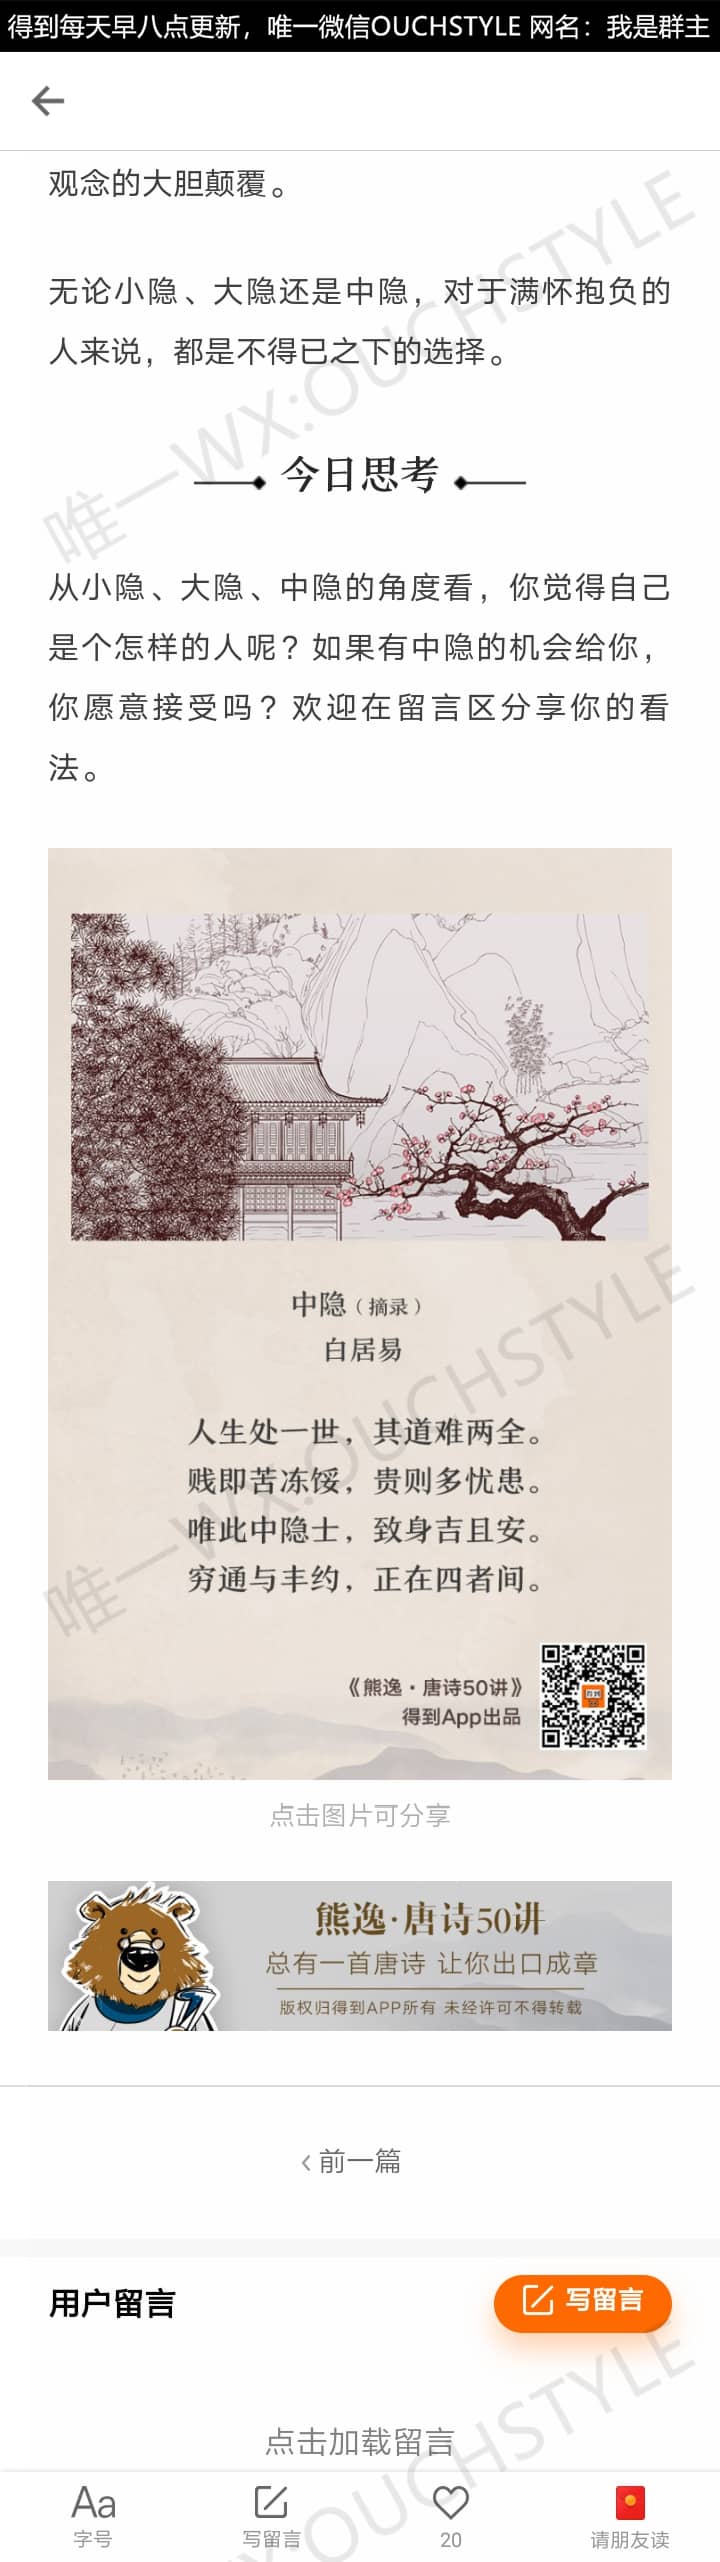 得到每天早八点更新，唯一微信OUCHSTYLE 网名：我是群主
观念的大胆颠覆。
无论小隐、大隐还是中隐，对于满怀抱负的
人来说，都是不得已之下的选择。
唯一WX:OUCHSTYLE
今日思考
从小隐、大隐、中隐的角度看，你觉得自己
是个怎样的人呢？如果有中隐的机会给你，
你愿意接受吗？欢迎在留言区分享你的看
法。
中隐（摘录）
白居易
人生处一世，其道难两全。
贱即苦冻馁，贵则多忧患。
唯此中隐士，致身吉且安。
穷通与丰约，正在四者间。
唯一WX:OUCHSTYLE
《熊逸·唐诗50讲》
得到App出品
得到
点击图片可分享
熊逸·唐诗50讲
总有一首唐诗 让你出口成章
版权归得到APP所有 未经许可不得转载
‹ 前一篇
用户留言
写留言
点击加载留言
WX:OUCHSTYLE
Aa
字号
写留言
20
请朋友读